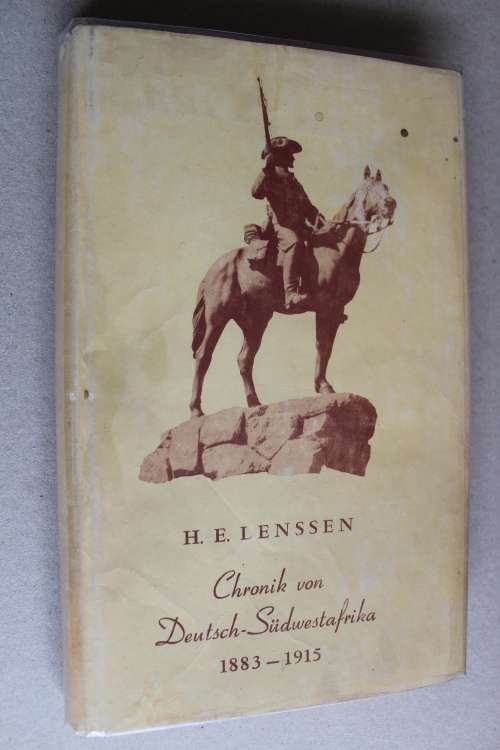 H. E. LENSSEN
Chronik von
Deutsch-Südwestafrika
1883 – 1915